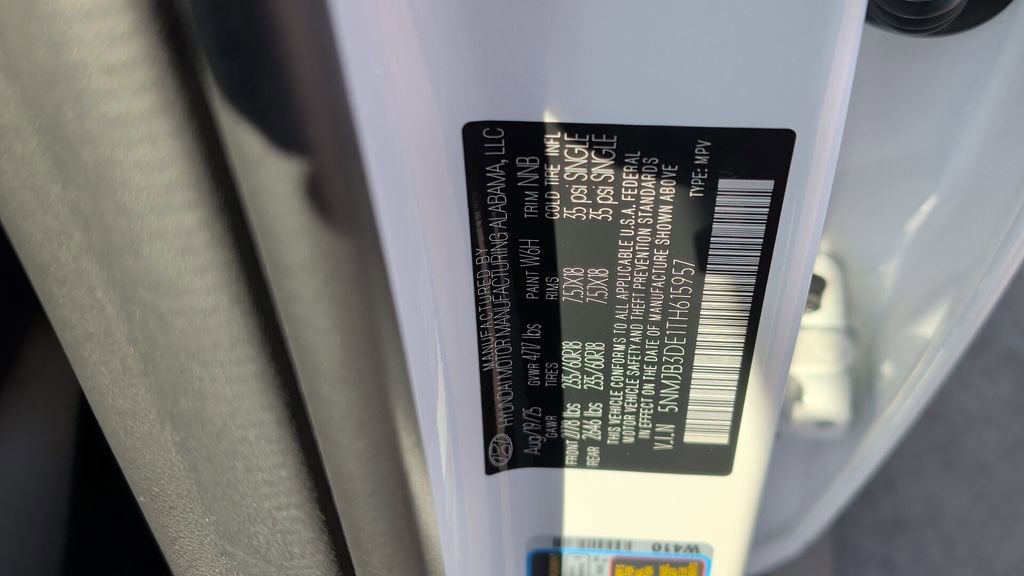 MANUFACTURED BY
HYUNDAI MOTOR MANUFACTURING ALABAMA, LLC
Aug/19/25 GVWR 4717 lbs PAINT W6H TRIM NNB
GAWR TIRES RIMS COLD TIRE INFL
FRONT lbs 235/60R18 7.5JX18 35 psi SINGLE
REAR lbs 235/60R18 7.5JX18 35 psi SINGLE
THIS VEHICLE CONFORMS TO ALL APPLICABLE U.S.A. FEDERAL
MOTOR VEHICLE SAFETY AND THEFT PREVENTION STANDARDS
IN EFFECT ON THE DATE OF MANUFACTURE SHOWN ABOVE
V.I.N 5NMJB3DE1TH615957
TYPE: MPV
W410